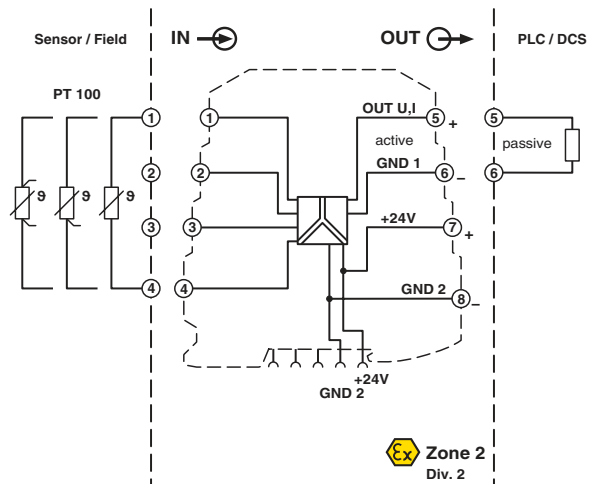 Sensor / Field
IN
OUT
PLC / DCS
PT 100
1
2
3
4
ϑ
ϑ
ϑ
1
2
3
4
OUT U,I
active
GND 1
+24V
GND 2
5
+
6
–
7
+
8
–
5
6
passive
+24V
GND 2
Ex
Zone 2
Div. 2